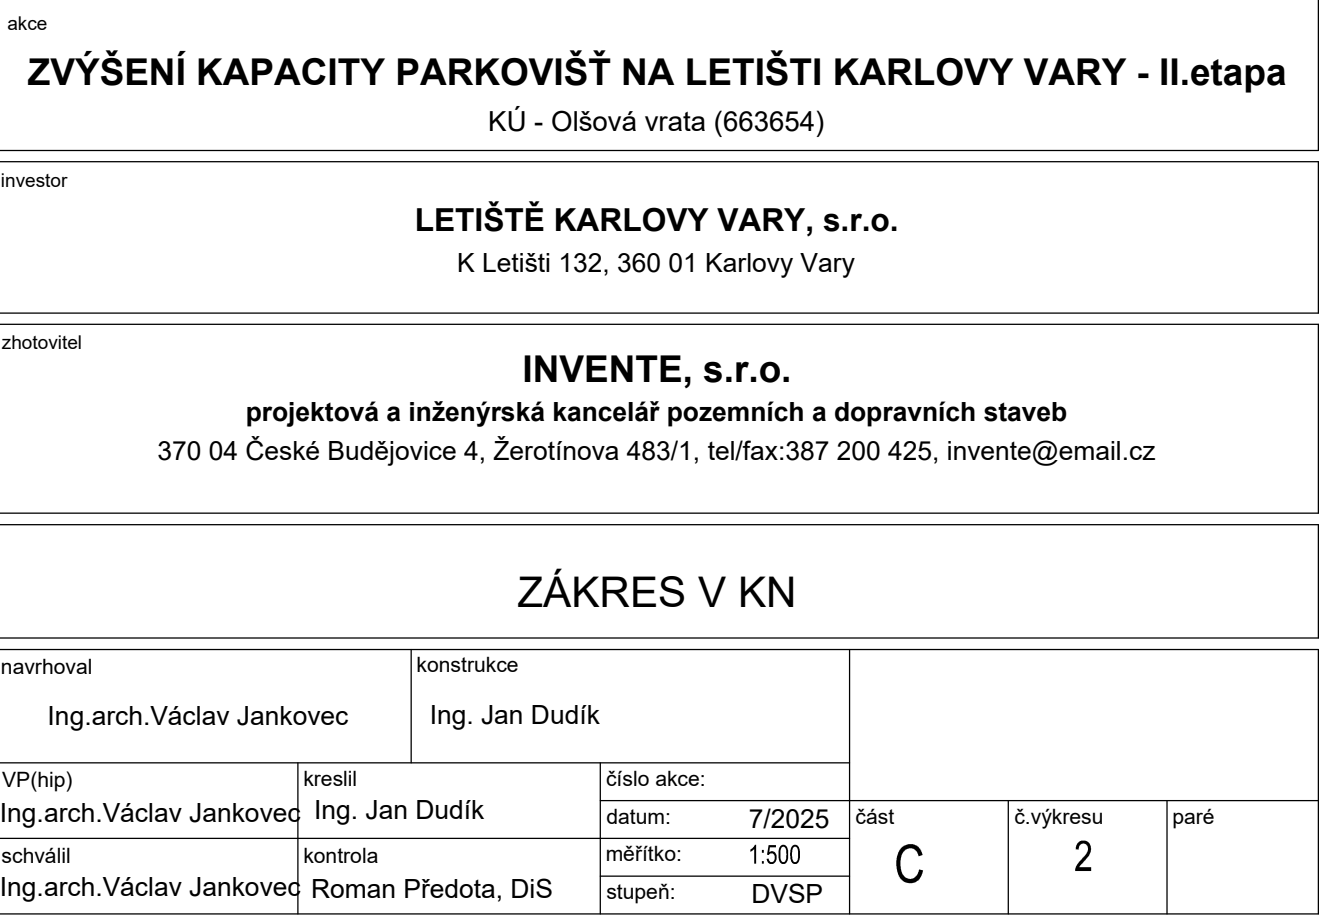 akce
ZVÝŠENÍ KAPACITY PARKOVIŠŤ NA LETIŠTI KARLOVY VARY - II.etapa
KÚ - Olšová vrata (663654)
investor
LETIŠTĚ KARLOVY VARY, s.r.o.
K Letišti 132, 360 01 Karlovy Vary
zhotovitel
INVENTE, s.r.o.
projektová a inženýrská kancelář pozemních a dopravních staveb
370 04 České Budějovice 4, Žerotínova 483/1, tel/fax:387 200 425, invente@email.cz
ZÁKRES V KN
navrhoval
Ing.arch.Václav Jankovec
konstrukce
Ing. Jan Dudík
VP(hip)
Ing.arch.Václav Jankovec
kreslil
Ing. Jan Dudík
číslo akce:
datum: 7/2025
část
C
č.výkresu
2
paré
schválil
Ing.arch.Václav Jankovec
kontrola
Roman Předota, DiS
měřítko: 1:500
stupeň: DVSP